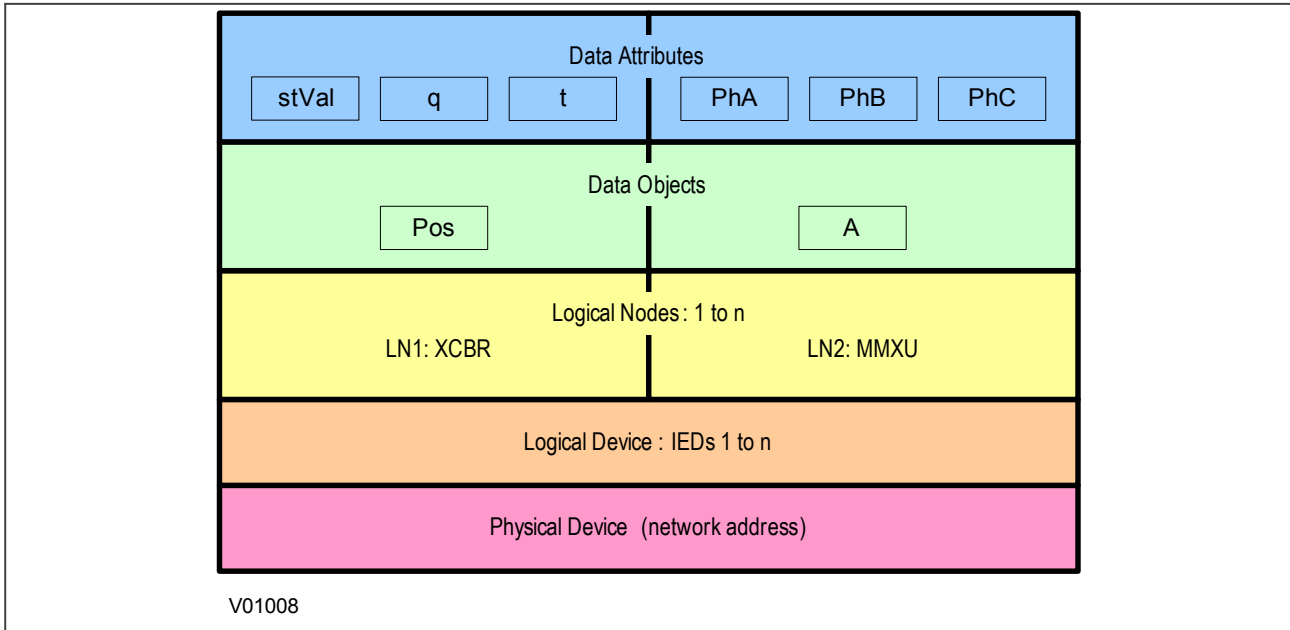 Data Attributes
stVal q t PhA PhB PhC
Data Objects
Pos A
Logical Nodes : 1 to n
LN1: XCBR LN2: MMXU
Logical Device : IEDs 1 to n
Physical Device (network address)
V01008